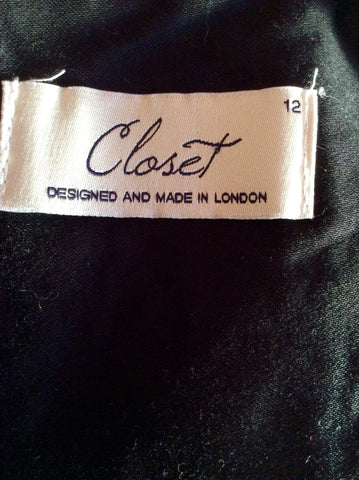 12
Closet
DESIGNED AND MADE IN LONDON